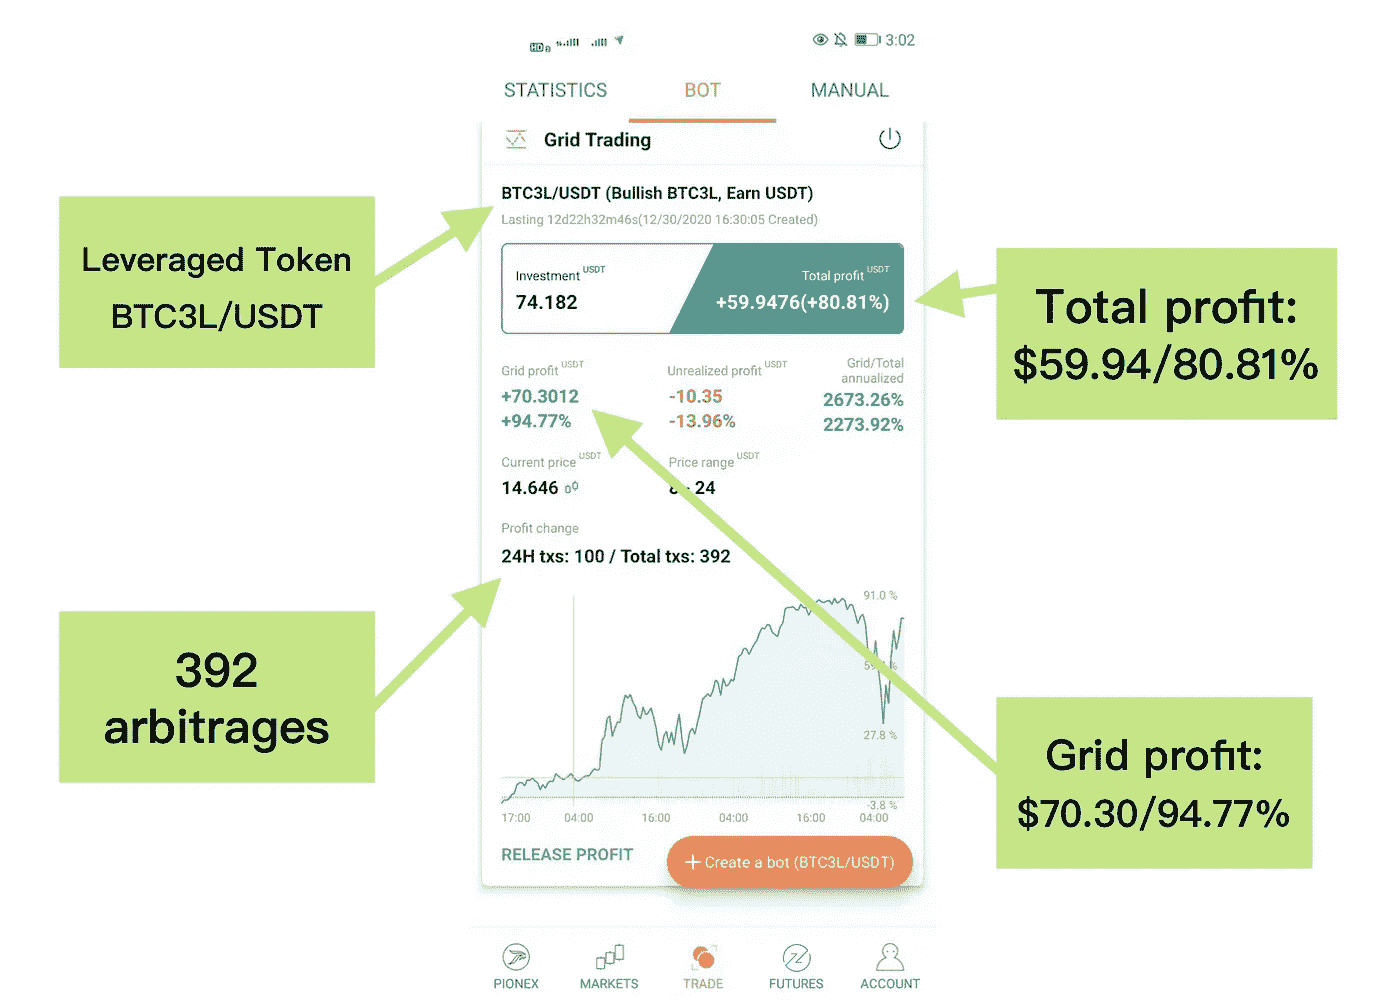 3:02
STATISTICS BOT MANUAL
Grid Trading
BTC3L/USDT (Bullish BTC3L, Earn USDT)
Lasting 12d22h32m46s(12/30/2020 16:30:05 Created)
Investment USDT
74.182
Total profit USDT
+59.9476(+80.81%)
Grid profit USDT
+70.3012
+94.77%
Unrealized profit USDT
-10.35
-13.96%
Grid/Total
annualized
2673.26%
2273.92%
Current price USDT
14.646
Price range USDT
24
Profit change
24H txs: 100 / Total txs: 392
91.0 %
27.8 %
-3.8 %
17:00 04:00 16:00 04:00 16:00 04:00
RELEASE PROFIT
+ Create a bot (BTC3L/USDT)
PIONEX MARKETS TRADE FUTURES ACCOUNT
Leveraged Token
BTC3L/USDT
392
arbitrages
Total profit:
$59.94/80.81%
Grid profit:
$70.30/94.77%